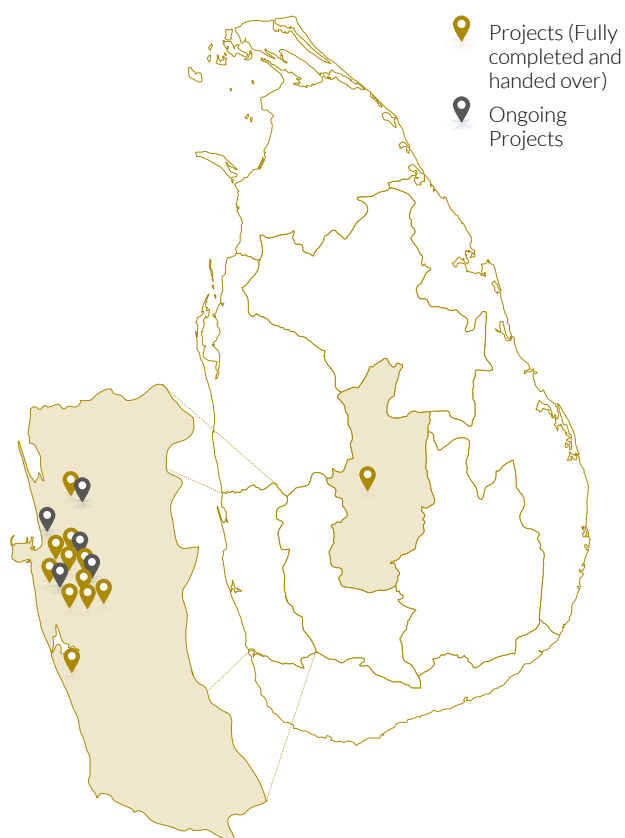 Projects (Fully
completed and
handed over)
Ongoing
Projects